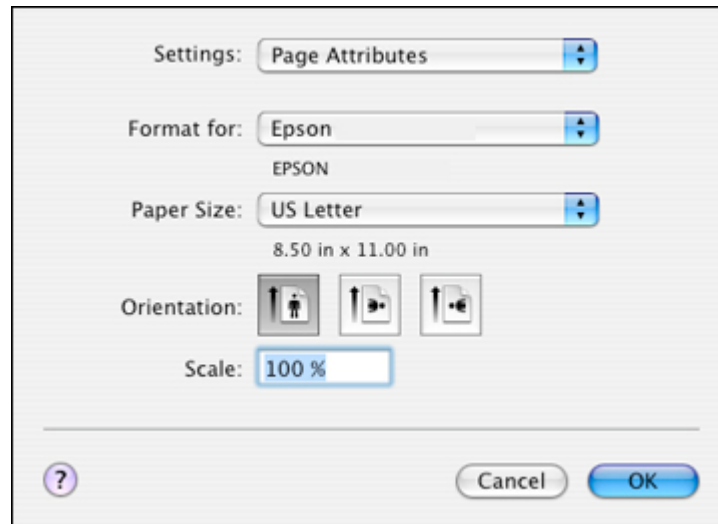 Settings: Page Attributes
Format for: Epson
EPSON
Paper Size: US Letter
8.50 in x 11.00 in
Orientation:
Scale: 100 %
? Cancel OK